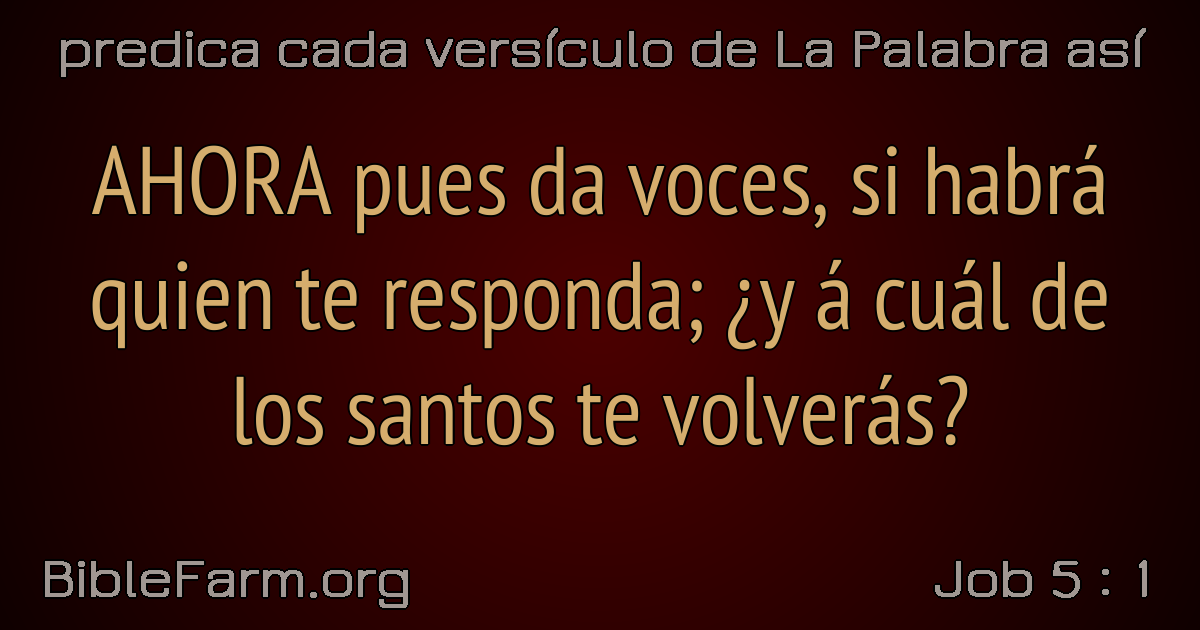 predica cada versículo de La Palabra así
AHORA pues da voces, si habrá
quien te responda; ¿y á cuál de
los santos te volverás?
BibleFarm.org
Job 5 : 1